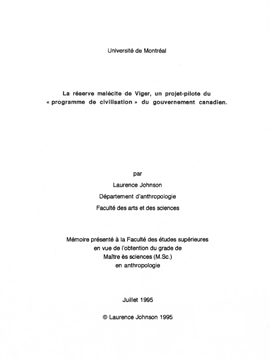 Université de Montréal
La réserve malécite de Viger, un projet-pilote du
« programme de civilisation » du gouvernement canadien.
par
Laurence Johnson
Département d'anthropologie
Faculté des arts et des sciences
Mémoire présenté à la Faculté des études supérieures
en vue de l'obtention du grade de
Maître ès sciences (M.Sc.)
en anthropologie
Juillet 1995
© Laurence Johnson 1995